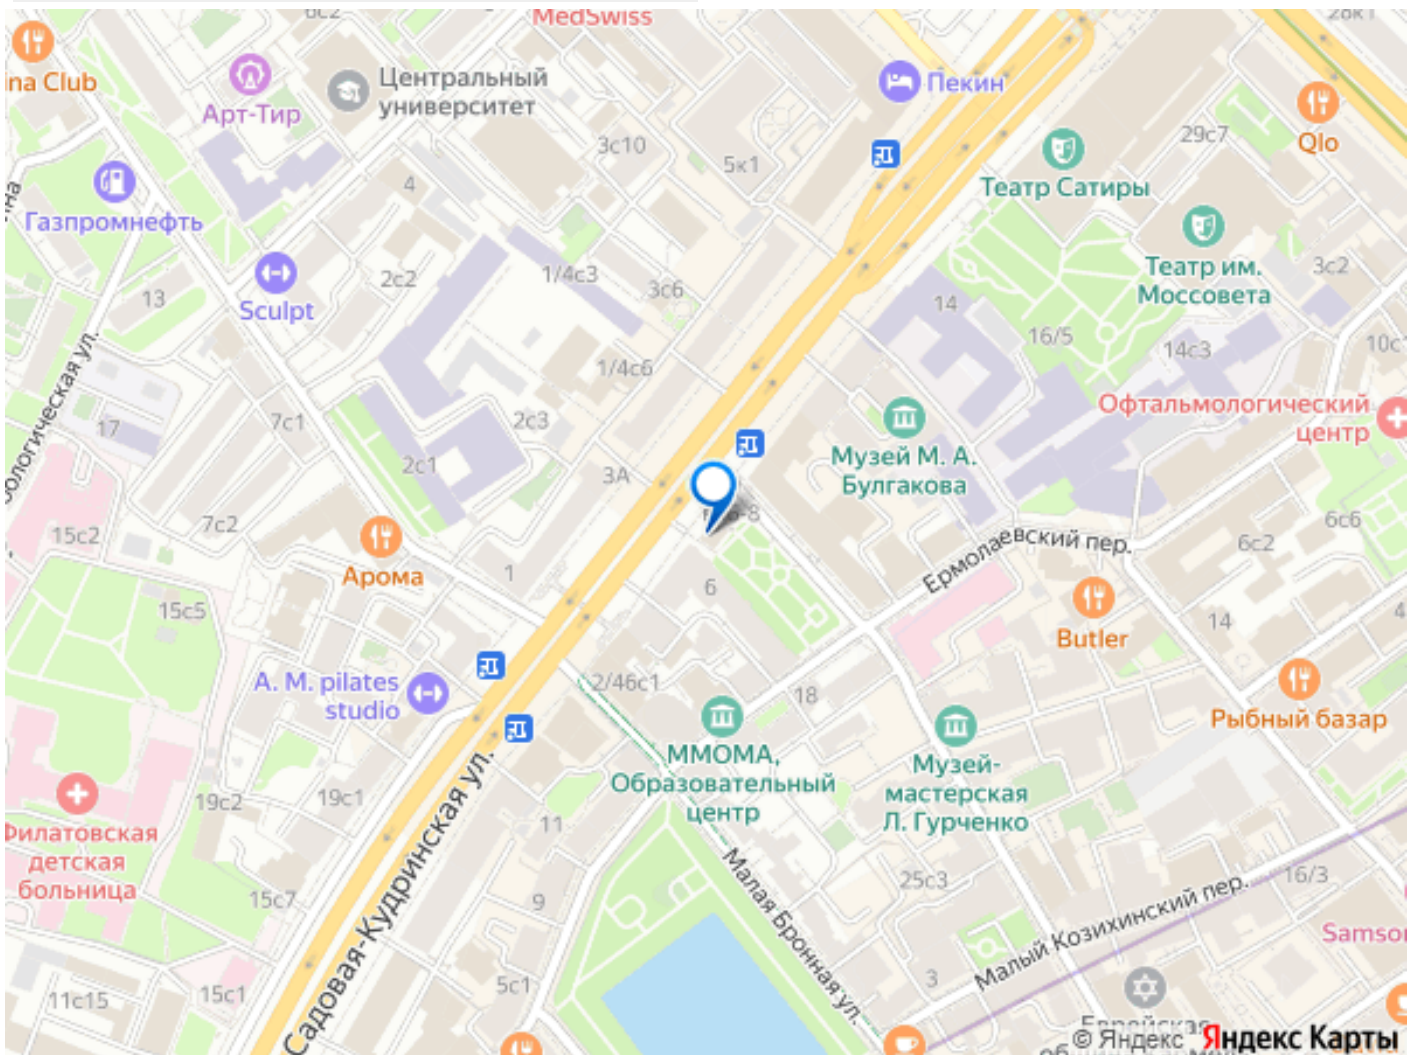 MedSwiss
na Club
Центральный
университет
Арт-Тир
Пекин
Qlo
3с10
5к1
29с7
4
Театр Сатиры
Газпромнефть
Театр им.
Моссовета
3с2
1/4с3
2с2
3с6
13
Sculpt
14
16/5
14с3
10с
1/4с6
7с1
2с3
17
Офтальмологический
центр
Музей М. А.
Булгакова
2с1
3А
15с2
7с2
6с6
6с2
Ермолаевский пер.
Арома
1
6
15с5
14
Butler
A. M. pilates
studio
2/46с1
18
Рыбный базар
ММОМА,
Образовательный
центр
Музей-
мастерская
Л. Гурченко
19с2
19с1
11
Филатовская
детская
больница
15с7
9
25с3
16/3
Малая Бронная ул.
Малый Козихинский пер.
Садовая-Кудринская ул.
Samso
3
5с1
11с15
15с1
Еврейская
© Яндекс Яндекс Карты